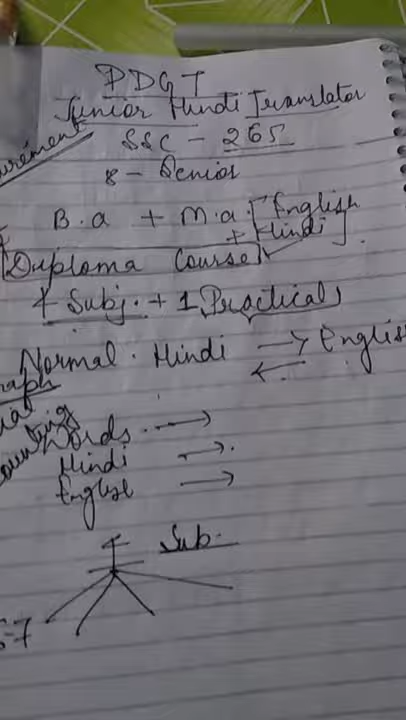 PDGT
Junior Hindi Translator
SSC - 265
8 - Senior
B.a + M.a. [English
+ Hindi]
Diploma Course
4 Subj. + 1 Practical
Normal. Hindi → English
←
Words. →
Hindi →.
English →
4 Sub.